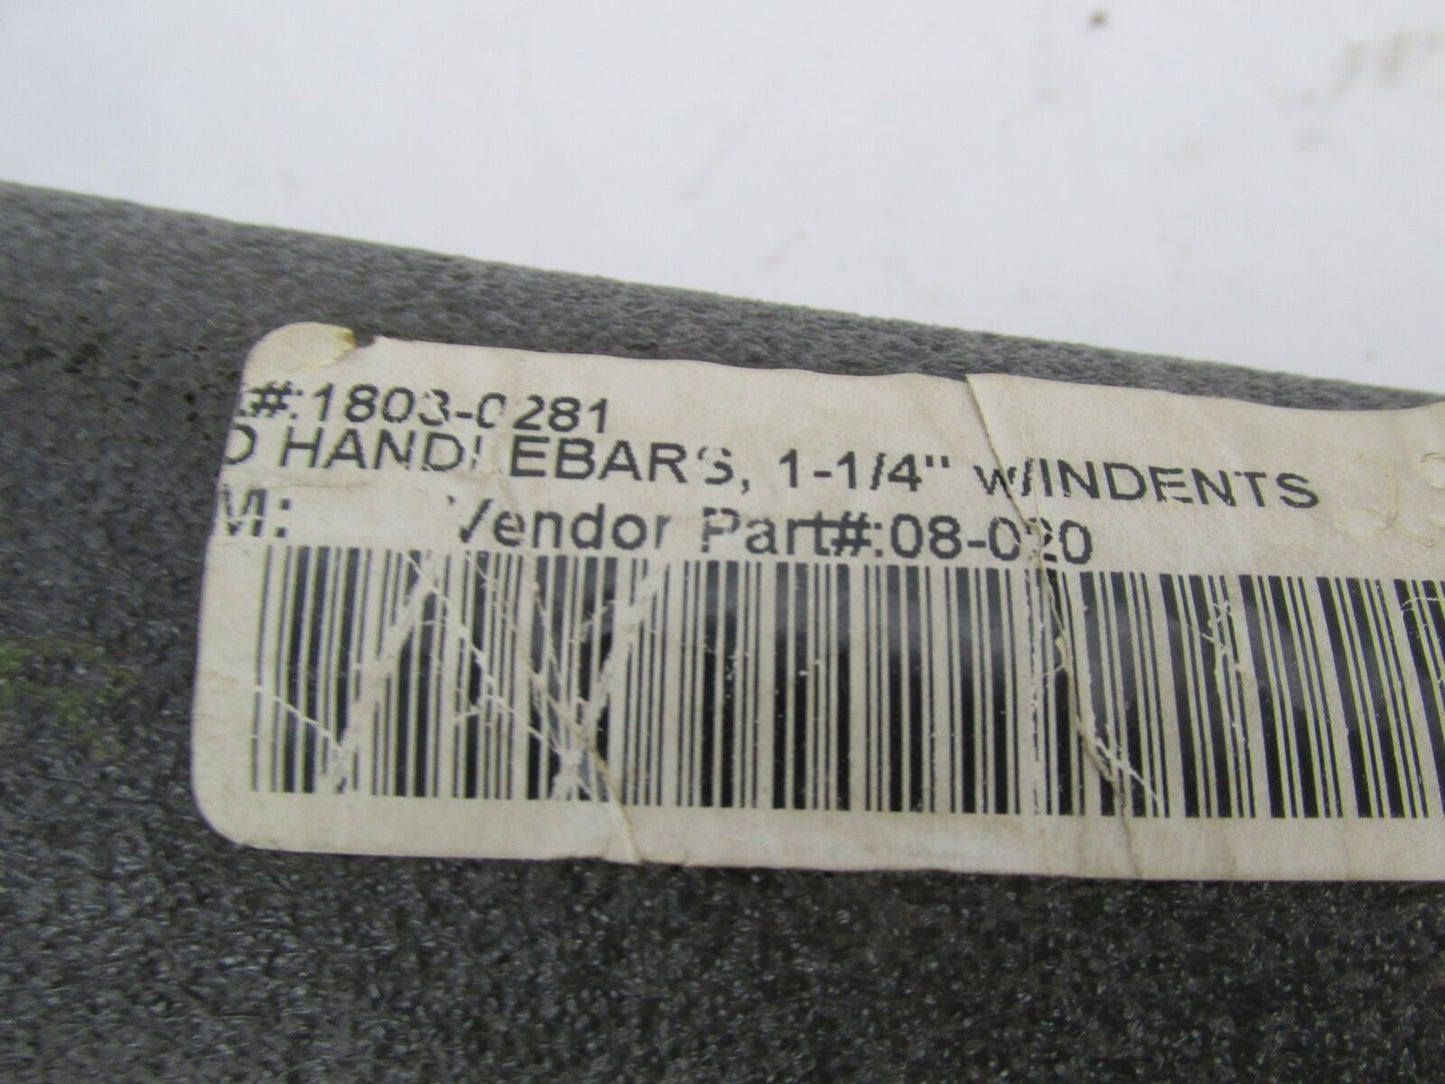 #:1803-0281
D HANDLEBARS, 1-1/4" w/INDENTS
M: Vendor Part#:08-020